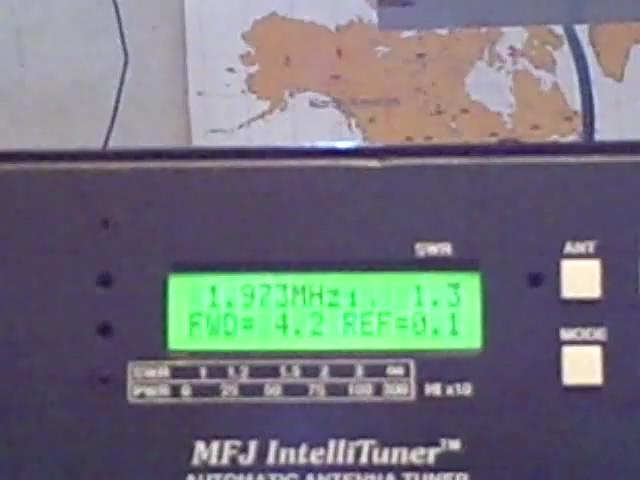 SWR
ANT
1.973MHz 1.3
FWD= 4.2 REF=0.1
MODE
SWR 1 1.2 1.5 2 3 ∞
PWR 0 25 50 75 100 300
HI x10
MFJ IntelliTuner™
AUTOMATIC ANTENNA TUNER